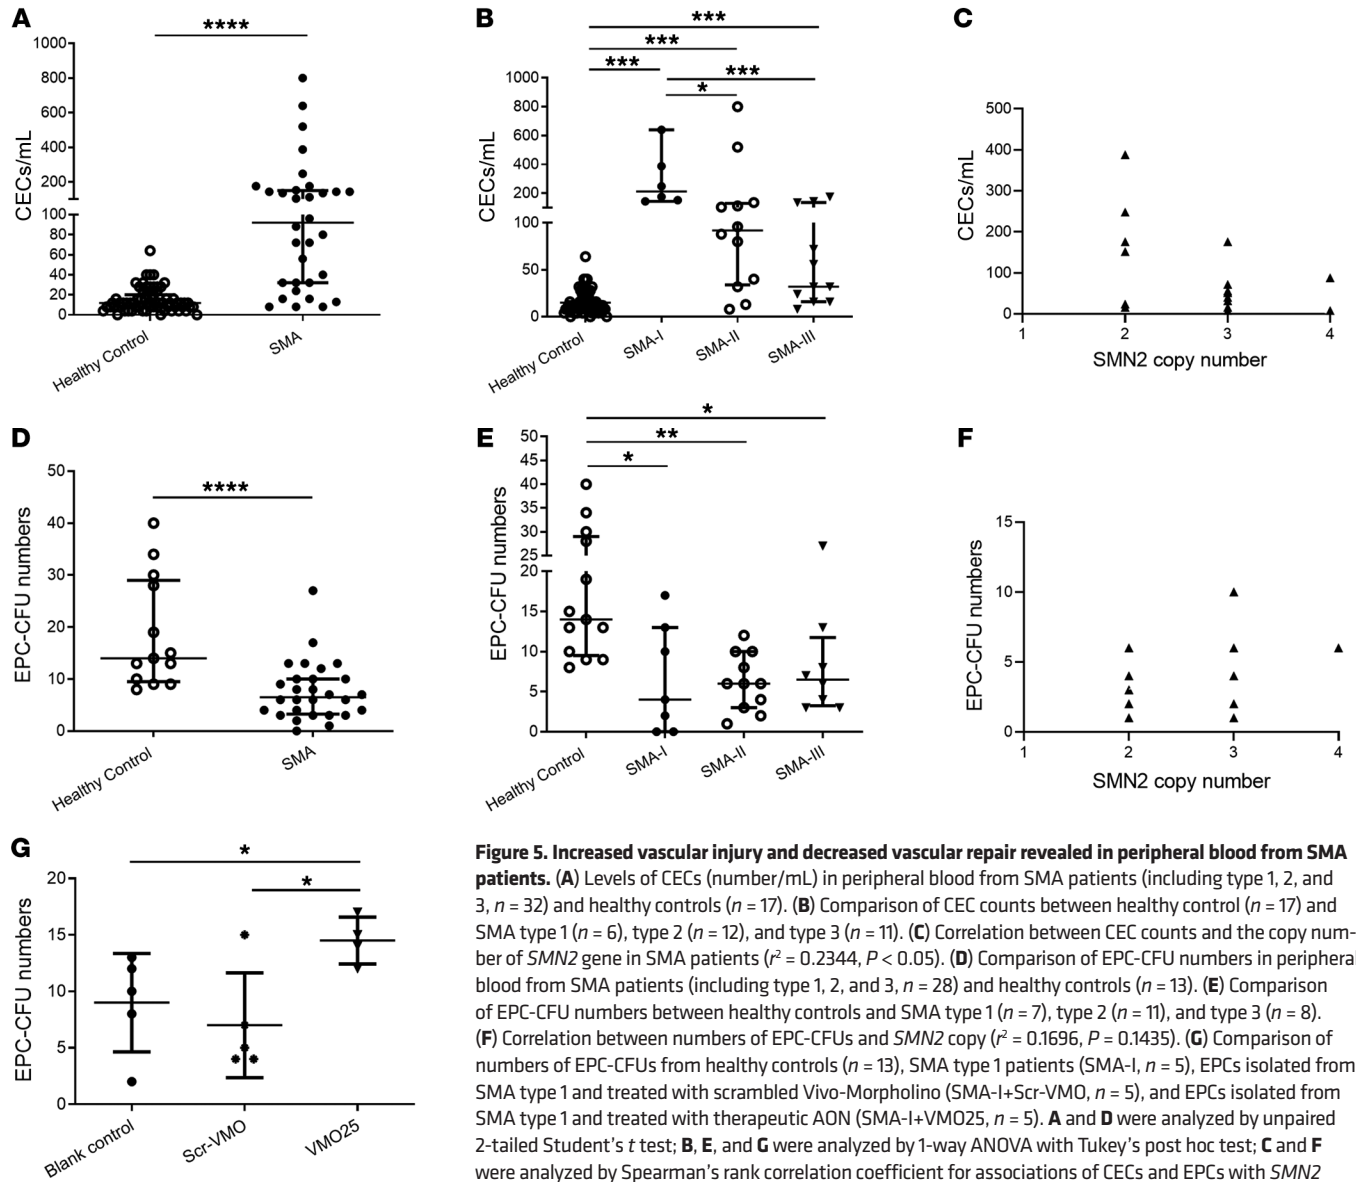 A
****
1000
800
600
400
200
100
80
60
40
20
0
CECs/mL
Healthy Control
SMA
B
***
***
***
***
*
1000
800
600
400
200
100
50
0
CECs/mL
Healthy Control
SMA-I
SMA-II
SMA-III
C
500
400
300
200
100
0
CECs/mL
1
2
3
4
SMN2 copy number
D
****
50
40
30
20
10
0
EPC-CFU numbers
Healthy Control
SMA
E
*
**
*
50
45
40
35
30
25
20
15
10
5
0
EPC-CFU numbers
Healthy Control
SMA-I
SMA-II
SMA-III
F
15
10
5
0
EPC-CFU numbers
1
2
3
4
SMN2 copy number
G
*
*
20
15
10
5
0
EPC-CFU numbers
Blank control
Scr-VMO
VMO25
Figure 5. Increased vascular injury and decreased vascular repair revealed in peripheral blood from SMA
patients. (A) Levels of CECs (number/mL) in peripheral blood from SMA patients (including type 1, 2, and
3, n = 32) and healthy controls (n = 17). (B) Comparison of CEC counts between healthy control (n = 17) and
SMA type 1 (n = 6), type 2 (n = 12), and type 3 (n = 11). (C) Correlation between CEC counts and the copy num-
ber of SMN2 gene in SMA patients (r² = 0.2344, P < 0.05). (D) Comparison of EPC-CFU numbers in peripheral
blood from SMA patients (including type 1, 2, and 3, n = 28) and healthy controls (n = 13). (E) Comparison
of EPC-CFU numbers between healthy controls and SMA type 1 (n = 7), type 2 (n = 11), and type 3 (n = 8).
(F) Correlation between numbers of EPC-CFUs and SMN2 copy (r² = 0.1696, P = 0.1435). (G) Comparison of
numbers of EPC-CFUs from healthy controls (n = 13), SMA type 1 patients (SMA-I, n = 5), EPCs isolated from
SMA type 1 and treated with scrambled Vivo-Morpholino (SMA-I+Scr-VMO, n = 5), and EPCs isolated from
SMA type 1 and treated with therapeutic AON (SMA-I+VMO25, n = 5). A and D were analyzed by unpaired
2-tailed Student's t test; B, E, and G were analyzed by 1-way ANOVA with Tukey's post hoc test; C and F
were analyzed by Spearman's rank correlation coefficient for associations of CECs and EPCs with SMN2